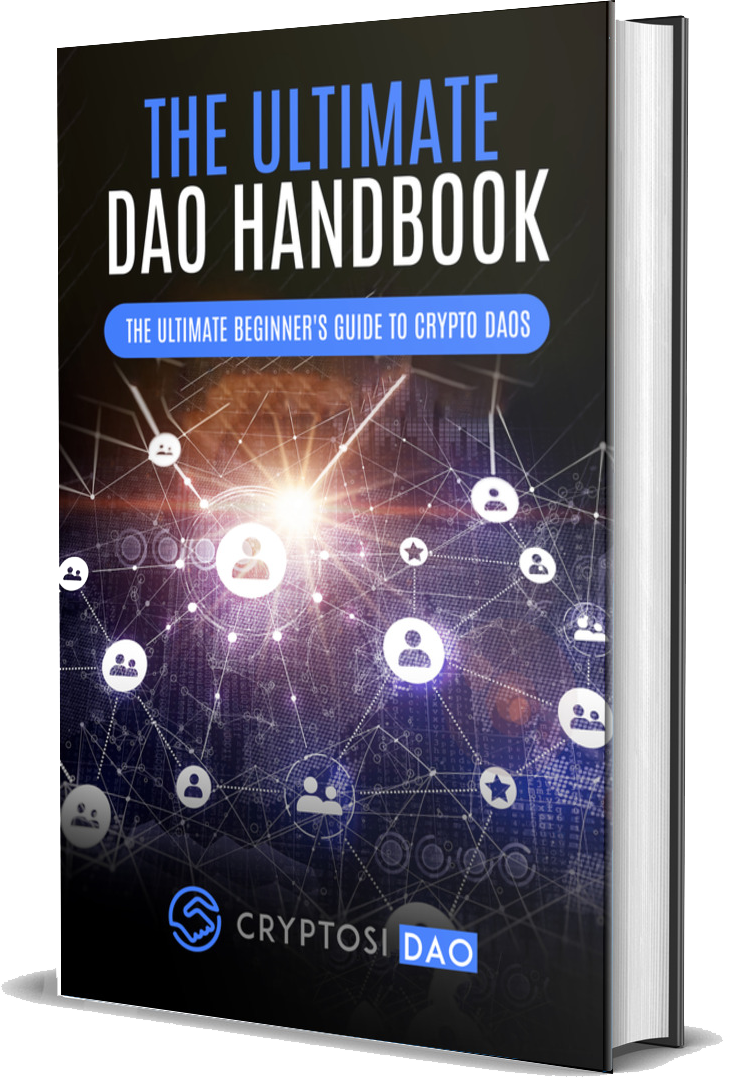 THE ULTIMATE
DAO HANDBOOK
THE ULTIMATE BEGINNER'S GUIDE TO CRYPTO DAOS
CRYPTOSI DAO